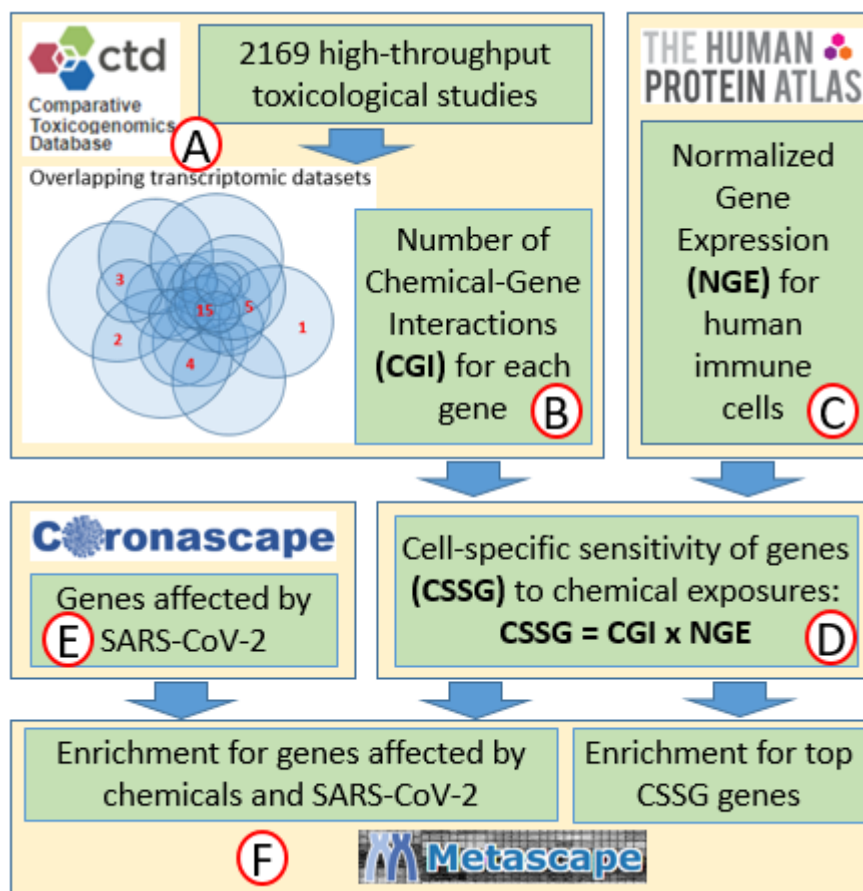 ctd
Comparative
Toxicogenomics
Database
A
2169 high-throughput
toxicological studies
Overlapping transcriptomic datasets
3
2
15
5
1
4
Number of
Chemical-Gene
Interactions
(CGI) for each
gene
B
THE HUMAN
PROTEIN ATLAS
Normalized
Gene
Expression
(NGE) for
human
immune
cells
C
Coronascape
Genes affected by
SARS-CoV-2
E
Cell-specific sensitivity of genes
(CSSG) to chemical exposures:
CSSG = CGI x NGE
D
Enrichment for genes affected by
chemicals and SARS-CoV-2
Enrichment for top
CSSG genes
F
Metascape